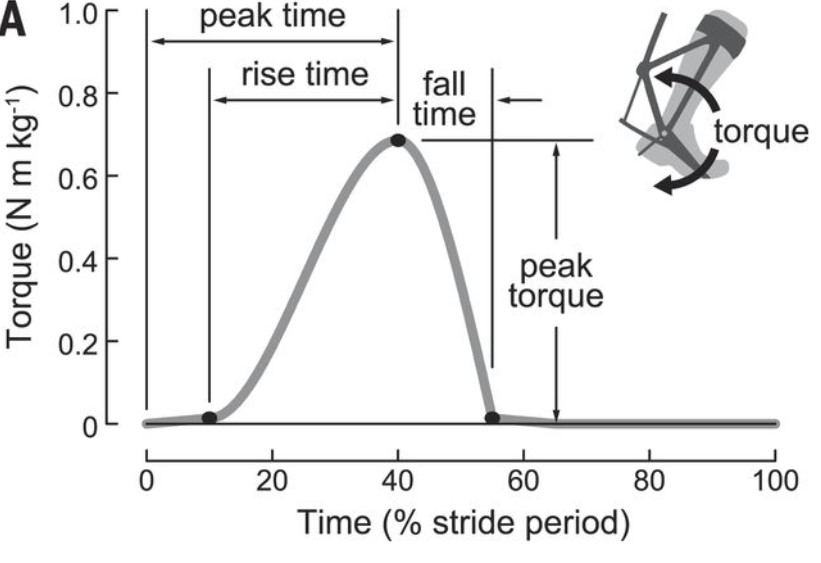 A
1.0
peak time
rise time
fall
time
0.8
torque
Torque (N m kg⁻¹)
0.6
0.4
peak
torque
0.2
0
0 20 40 60 80 100
Time (% stride period)